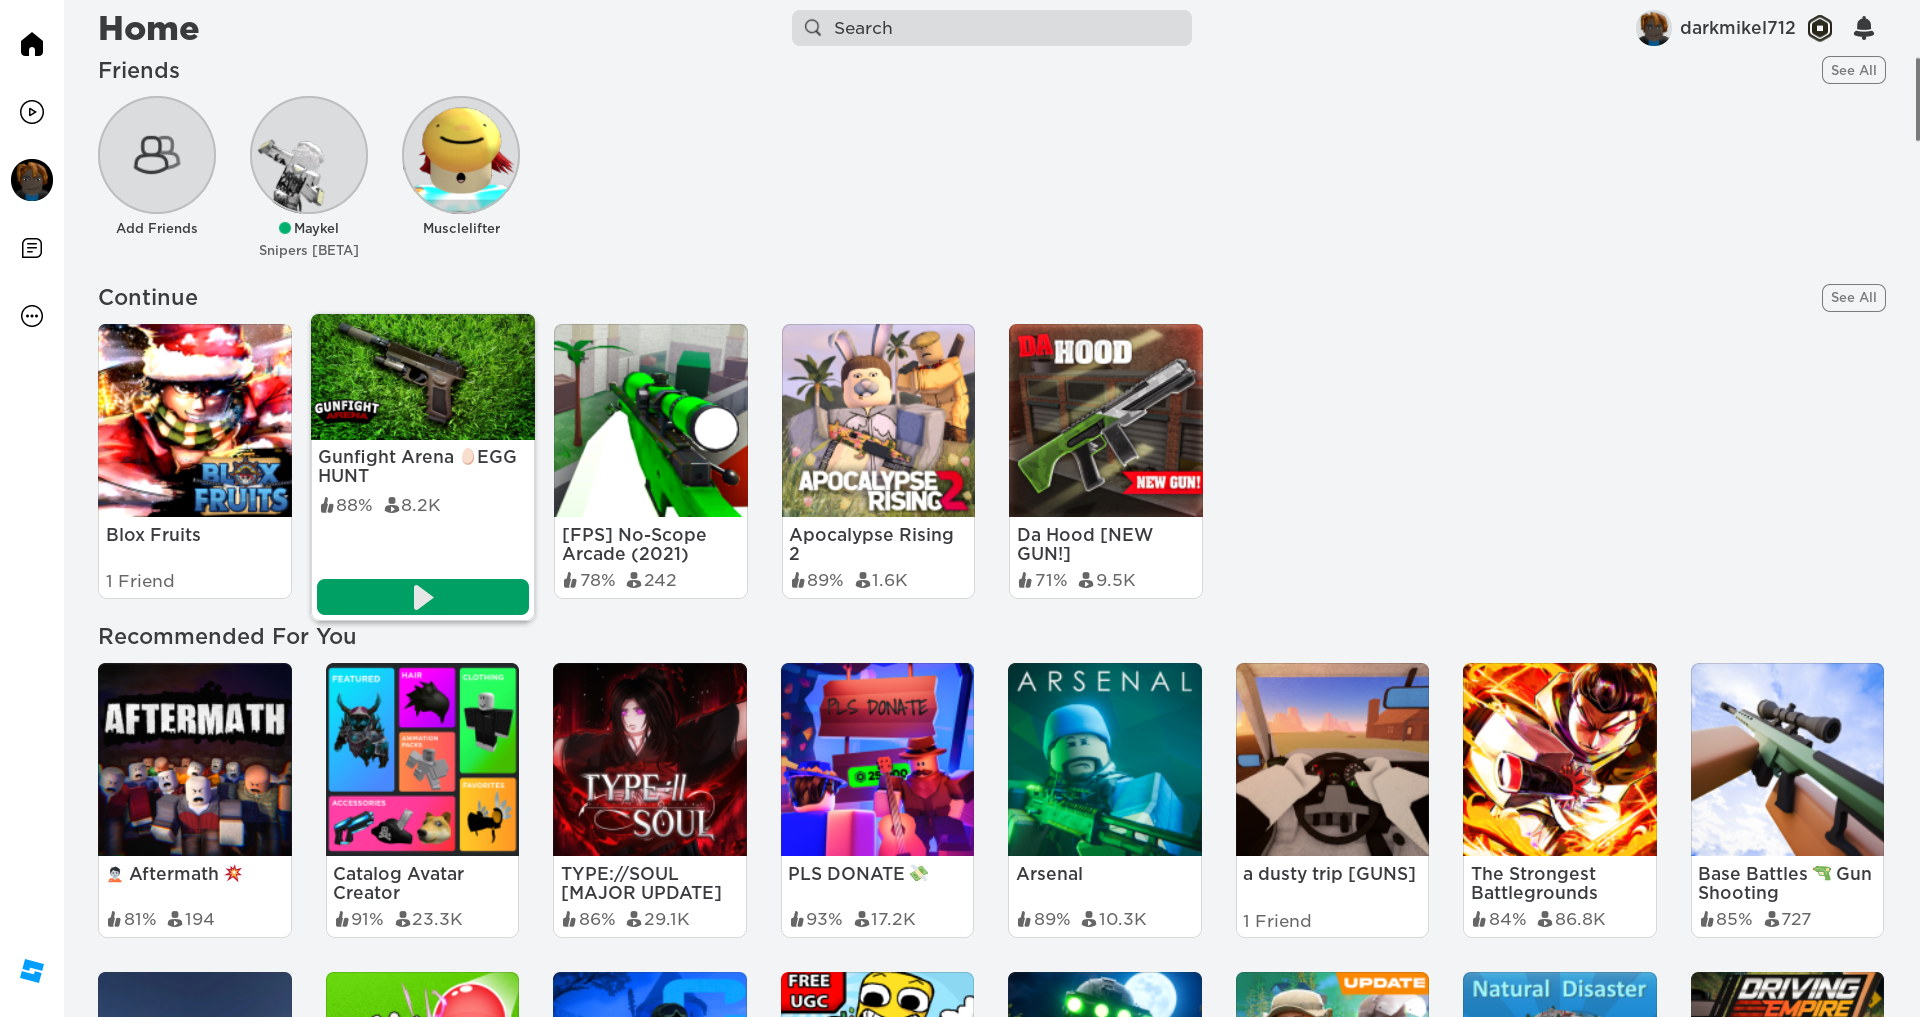 Home
Search
darkmikel712
Friends
See All
Add Friends
Maykel
Musclelifter
Snipers [BETA]
Continue
See All
GUNFIGHT
ARENA
Gunfight Arena 🥚EGG
HUNT
88% 8.2K
BLOX
FRUITS
Blox Fruits
1 Friend
[FPS] No-Scope
Arcade (2021)
78% 242
APOCALYPSE
RISING 2
Apocalypse Rising
2
89% 1.6K
DA HOOD
NEW GUN!
Da Hood [NEW
GUN!]
71% 9.5K
Recommended For You
AFTERMATH
🧟🏻 Aftermath 💥
81% 194
FEATURED
HAIR
CLOTHING
ANIMATION
PACKS
FAVORITES
ACCESSORIES
Catalog Avatar
Creator
91% 23.3K
TYPE://
SOUL
TYPE://SOUL
[MAJOR UPDATE]
86% 29.1K
PLS DONATE
PLS DONATE 💸
93% 17.2K
ARSENAL
Arsenal
89% 10.3K
a dusty trip [GUNS]
1 Friend
The Strongest
Battlegrounds
84% 86.8K
Base Battles 🔫 Gun
Shooting
85% 727
FREE
UGC
UPDATE
Natural Disaster
DRIVING
EMPIRE